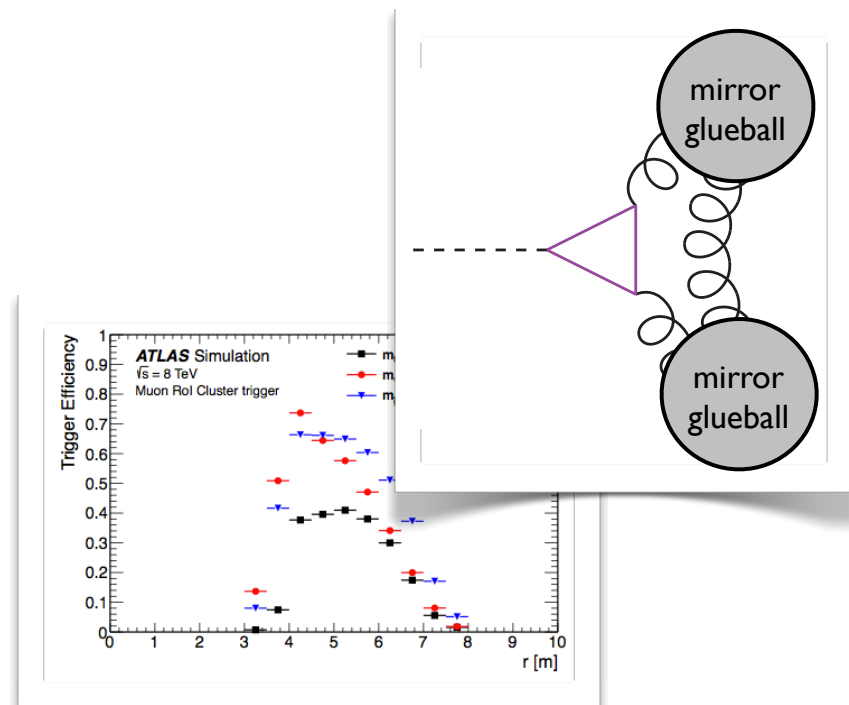 mirror
glueball
mirror
glueball
ATLAS Simulation
√s = 8 TeV
Muon RoI Cluster trigger
m
m
m
Trigger Efficiency
1
0.9
0.8
0.7
0.6
0.5
0.4
0.3
0.2
0.1
0
0 1 2 3 4 5 6 7 8 9 10
r [m]